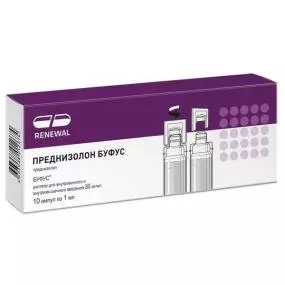 RENEWAL
ПРЕДНИЗОЛОН БУФУС
преднизолон
БУФУС®
раствор для внутривенного и
внутримышечного введения 30 мг/мл
10 ампул по 1 мл